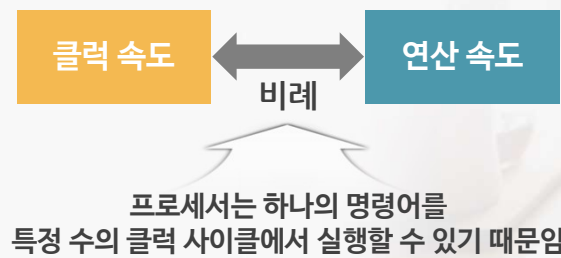 클럭 속도
연산 속도
비례
프로세서는 하나의 명령어를
특정 수의 클럭 사이클에서 실행할 수 있기 때문임